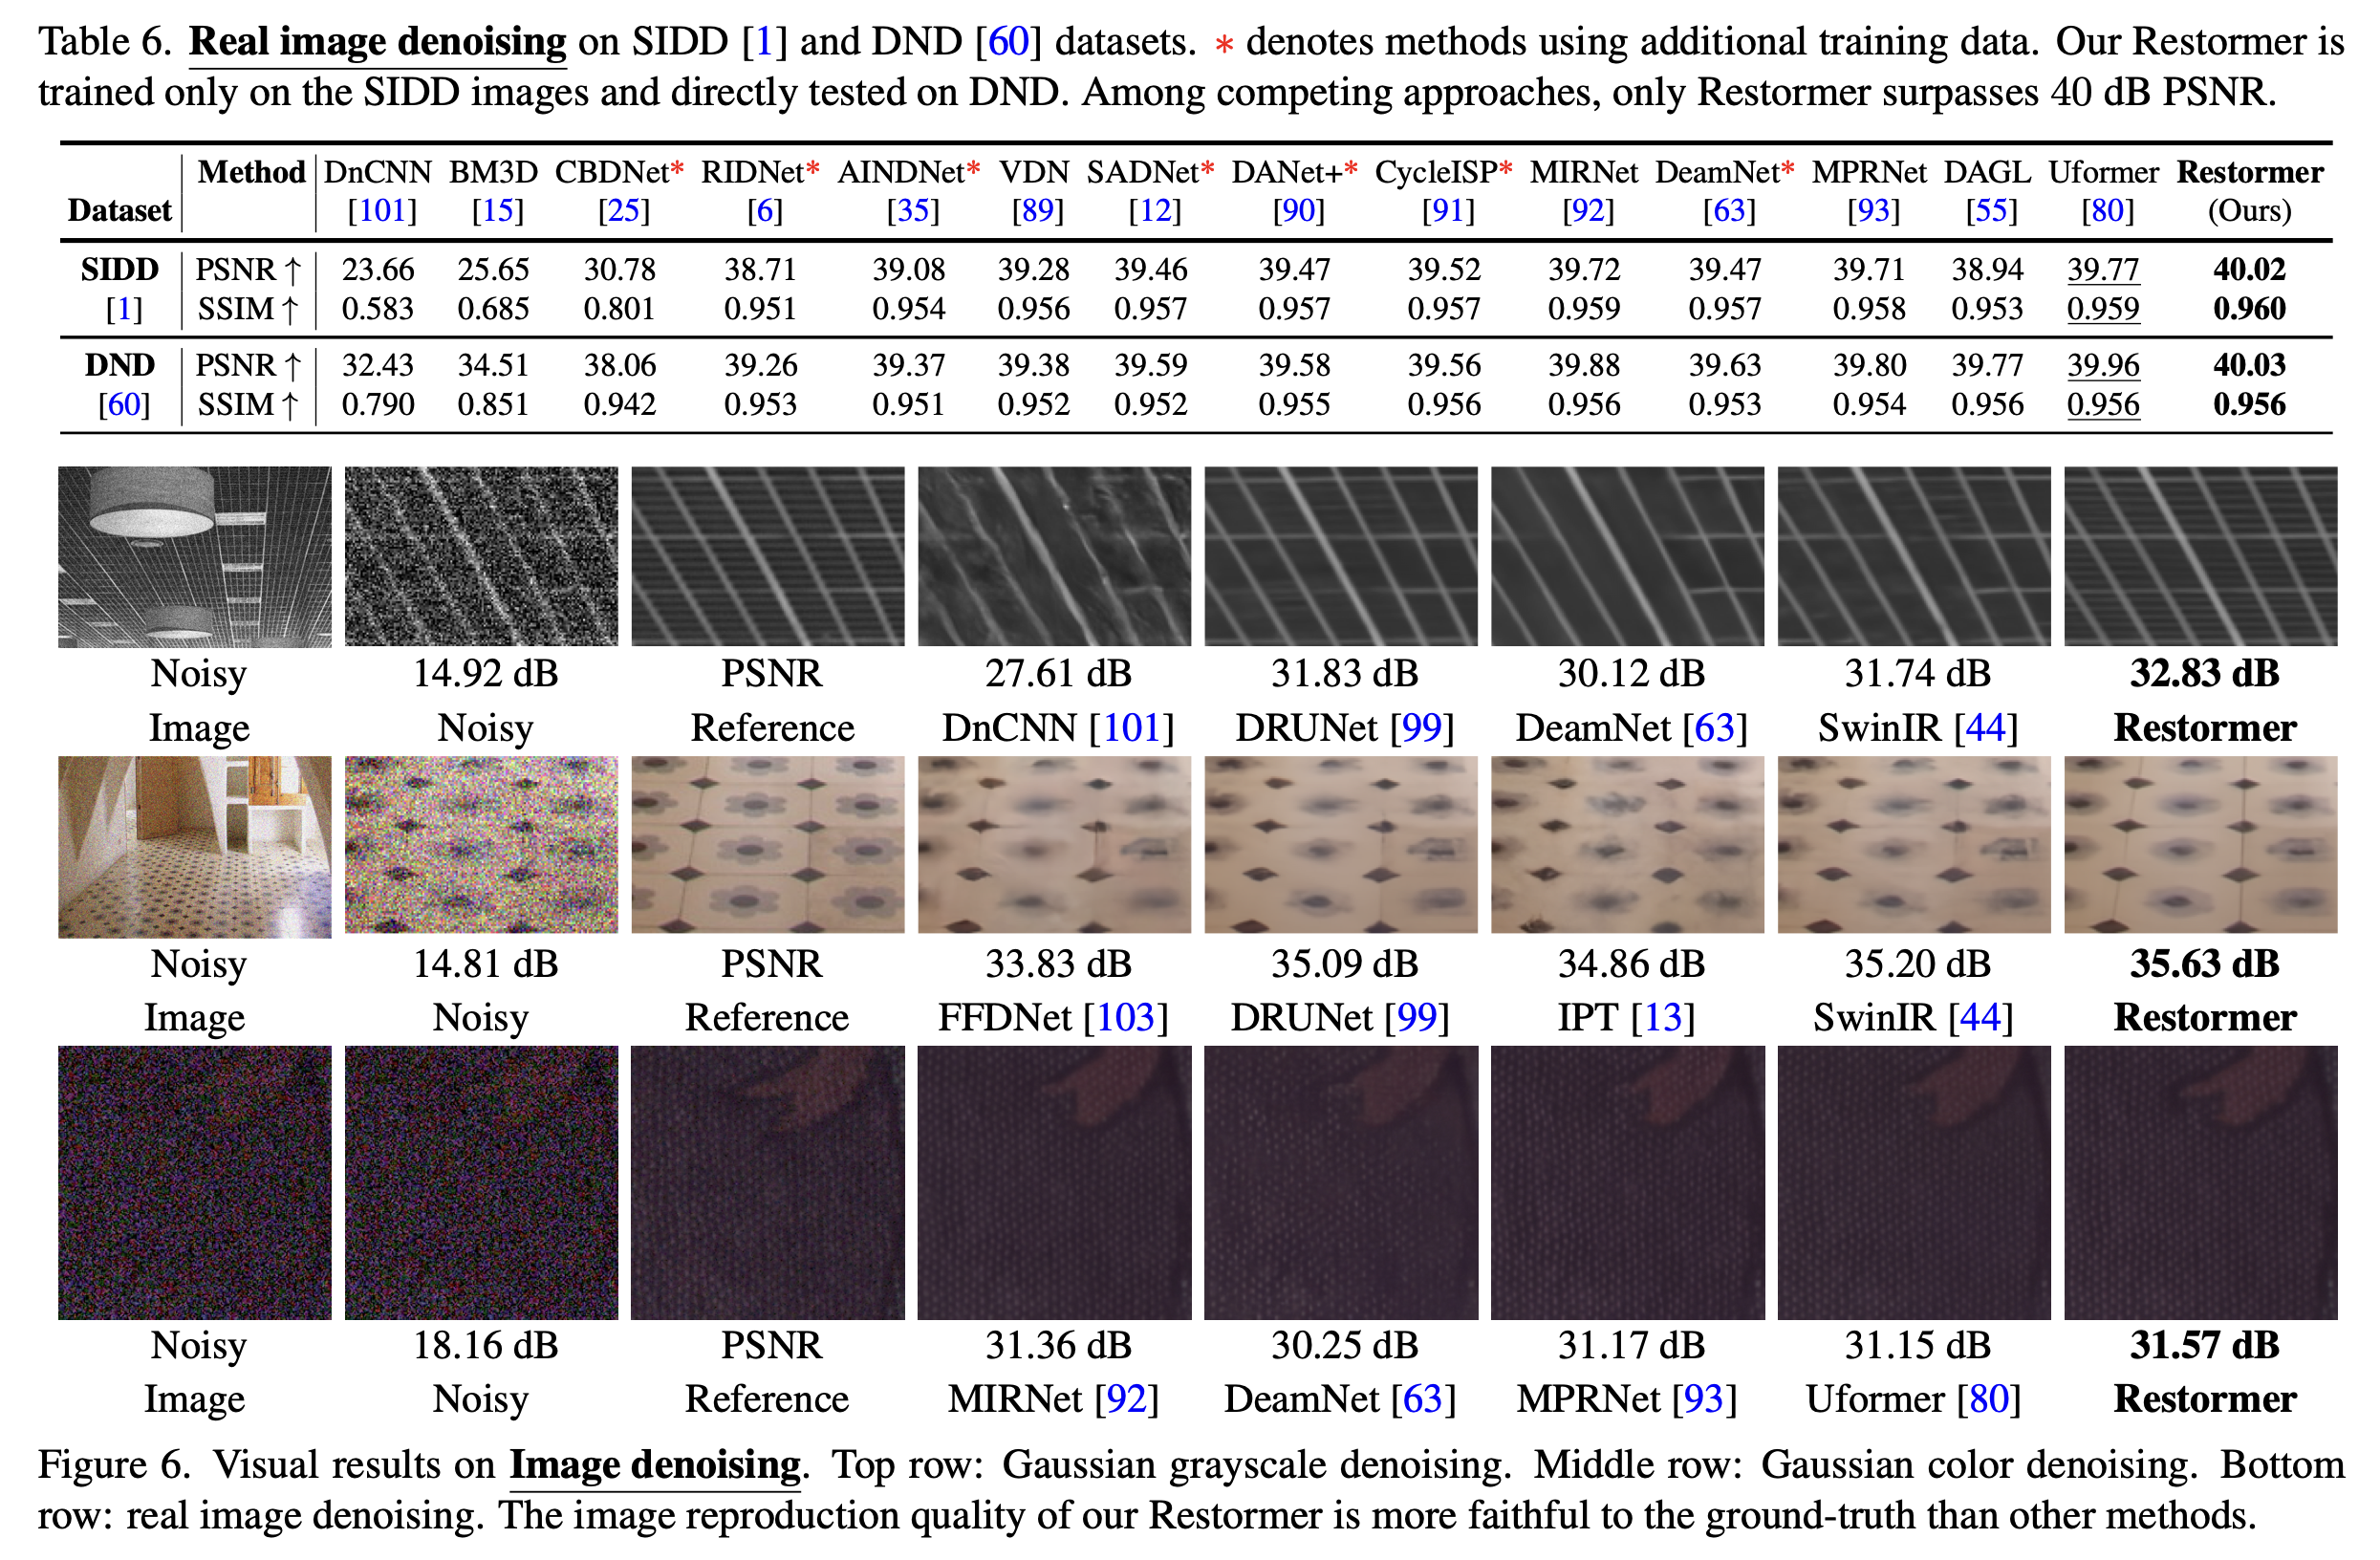 Table 6. Real image denoising on SIDD [1] and DND [60] datasets. * denotes methods using additional training data. Our Restormer is
trained only on the SIDD images and directly tested on DND. Among competing approaches, only Restormer surpasses 40 dB PSNR.
Method DnCNN BM3D CBDNet* RIDNet* AINDNet* VDN SADNet* DANet+* CycleISP* MIRNet DeamNet* MPRNet DAGL Uformer Restormer
Dataset [101] [15] [25] [6] [35] [89] [12] [90] [91] [92] [63] [93] [55] [80] (Ours)
SIDD PSNR ↑ 23.66 25.65 30.78 38.71 39.08 39.28 39.46 39.47 39.52 39.72 39.47 39.71 38.94 39.77 40.02
[1] SSIM ↑ 0.583 0.685 0.801 0.951 0.954 0.956 0.957 0.957 0.957 0.959 0.957 0.958 0.953 0.959 0.960
DND PSNR ↑ 32.43 34.51 38.06 39.26 39.37 39.38 39.59 39.58 39.56 39.88 39.63 39.80 39.77 39.96 40.03
[60] SSIM ↑ 0.790 0.851 0.942 0.953 0.951 0.952 0.952 0.955 0.956 0.956 0.953 0.954 0.956 0.956 0.956
Noisy 14.92 dB PSNR 27.61 dB 31.83 dB 30.12 dB 31.74 dB 32.83 dB
Image Noisy Reference DnCNN [101] DRUNet [99] DeamNet [63] SwinIR [44] Restormer
Noisy 14.81 dB PSNR 33.83 dB 35.09 dB 34.86 dB 35.20 dB 35.63 dB
Image Noisy Reference FFDNet [103] DRUNet [99] IPT [13] SwinIR [44] Restormer
Noisy 18.16 dB PSNR 31.36 dB 30.25 dB 31.17 dB 31.15 dB 31.57 dB
Image Noisy Reference MIRNet [92] DeamNet [63] MPRNet [93] Uformer [80] Restormer
Figure 6. Visual results on Image denoising. Top row: Gaussian grayscale denoising. Middle row: Gaussian color denoising. Bottom
row: real image denoising. The image reproduction quality of our Restormer is more faithful to the ground-truth than other methods.